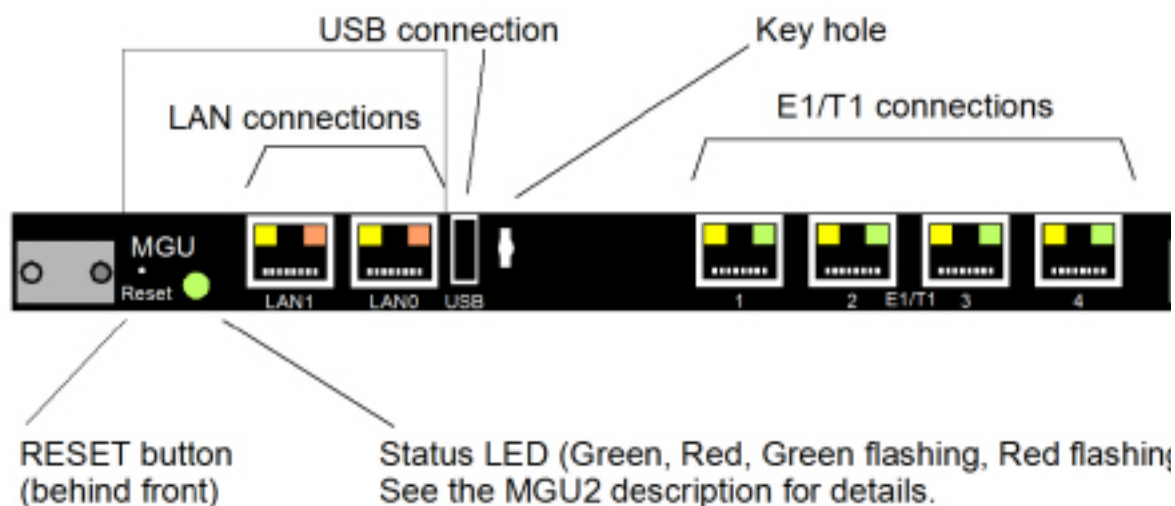 USB connection
Key hole
LAN connections
E1/T1 connections
MGU
Reset
LAN1
LAN0
USB
1
2
E1/T1
3
4
RESET button
(behind front)
Status LED (Green, Red, Green flashing, Red flashing
See the MGU2 description for details.